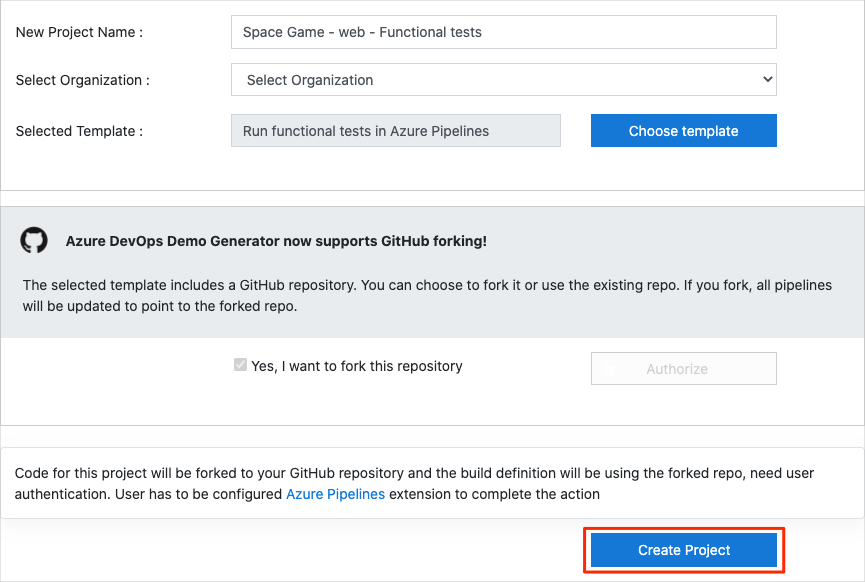 New Project Name :
Space Game - web - Functional tests
Select Organization :
Select Organization
Selected Template :
Run functional tests in Azure Pipelines
Choose template
Azure DevOps Demo Generator now supports GitHub forking!
The selected template includes a GitHub repository. You can choose to fork it or use the existing repo. If you fork, all pipelines
will be updated to point to the forked repo.
Yes, I want to fork this repository
Authorize
Code for this project will be forked to your GitHub repository and the build definition will be using the forked repo, need user
authentication. User has to be configured Azure Pipelines extension to complete the action
Create Project